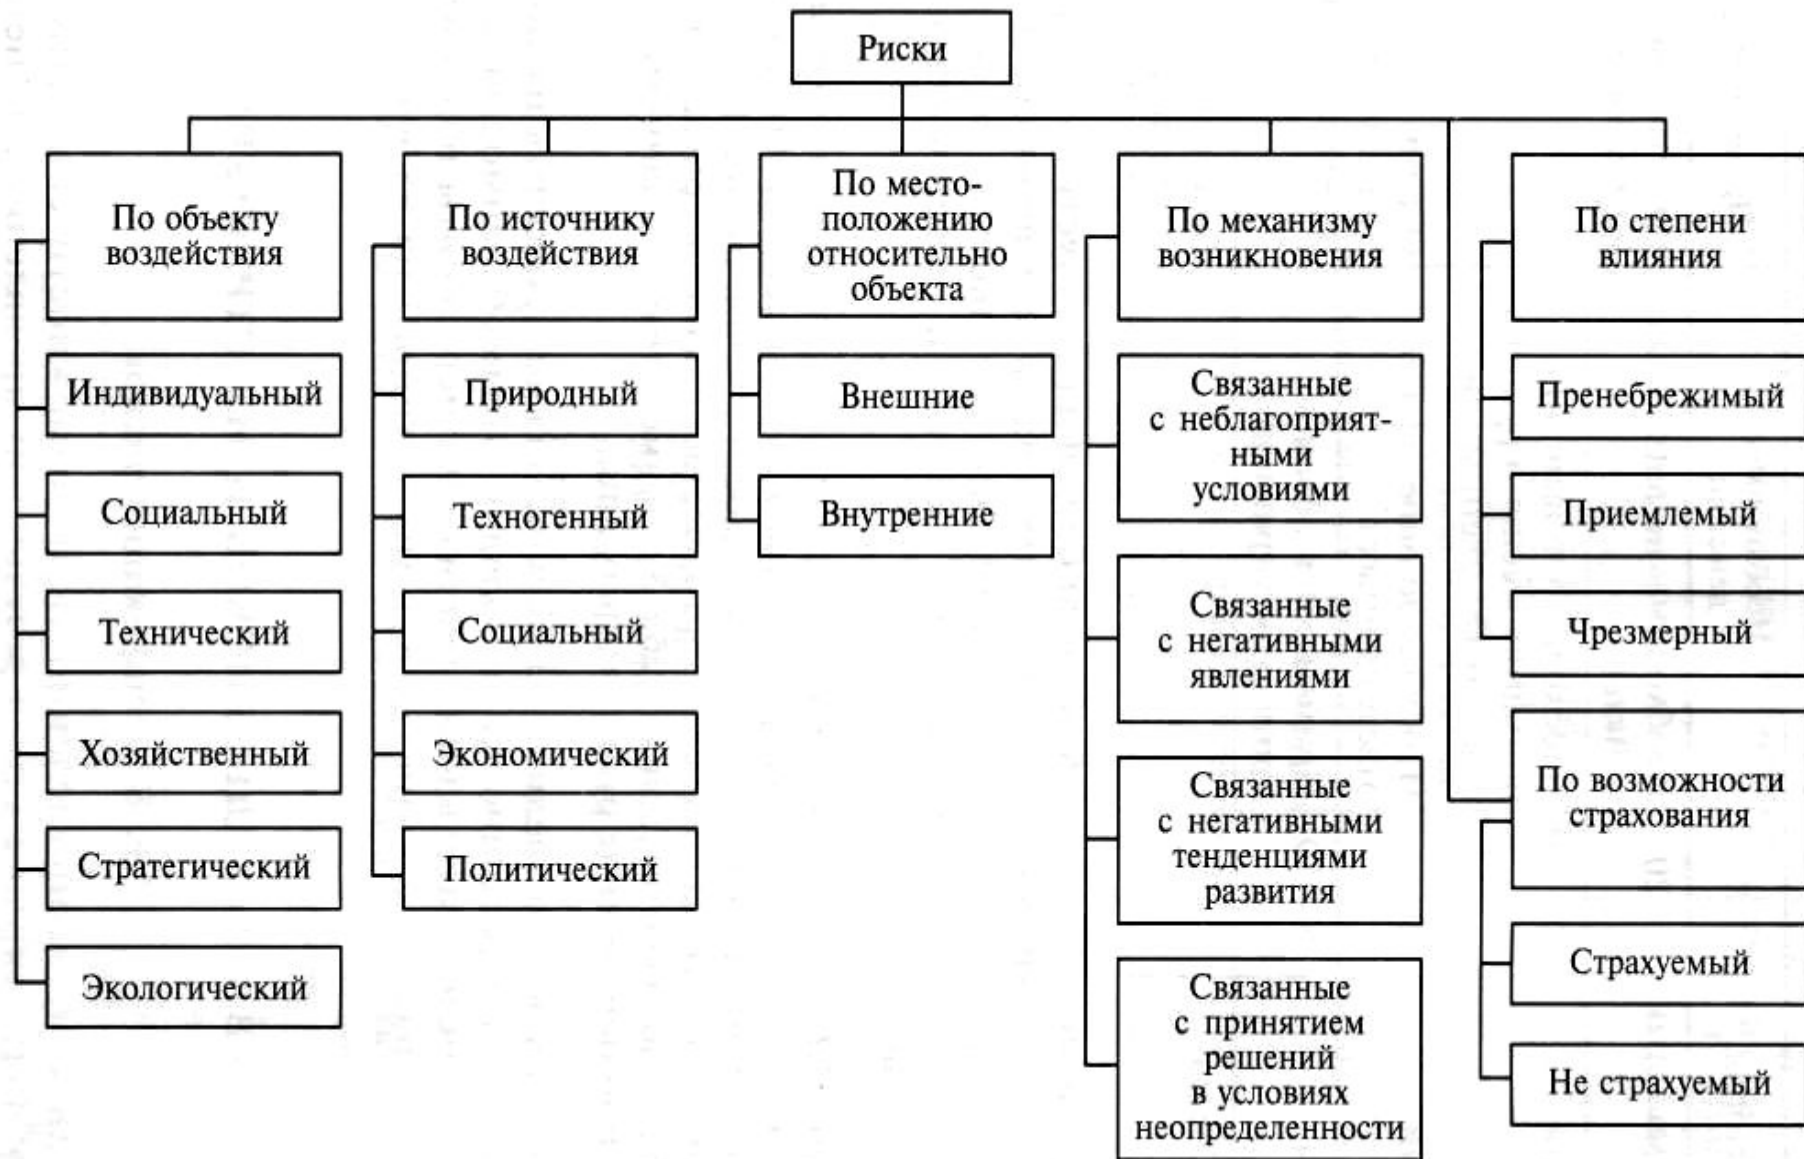 Риски
По объекту
воздействия
Индивидуальный
Социальный
Технический
Хозяйственный
Стратегический
Экологический
По источнику
воздействия
Природный
Техногенный
Социальный
Экономический
Политический
По место-
положению
относительно
объекта
Внешние
Внутренние
По механизму
возникновения
Связанные
с неблагоприят-
ными
условиями
Связанные
с негативными
явлениями
Связанные
с негативными
тенденциями
развития
Связанные
с принятием
решений
в условиях
неопределенности
По степени
влияния
Пренебрежимый
Приемлемый
Чрезмерный
По возможности
страхования
Страхуемый
Не страхуемый